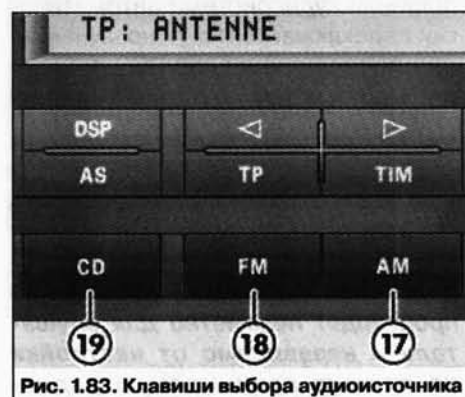 TP: ANTENNE
DSP ◁ ▷
AS TP TIM
CD FM AM
19 18 17
Рис. 1.83. Клавиши выбора аудиоисточника